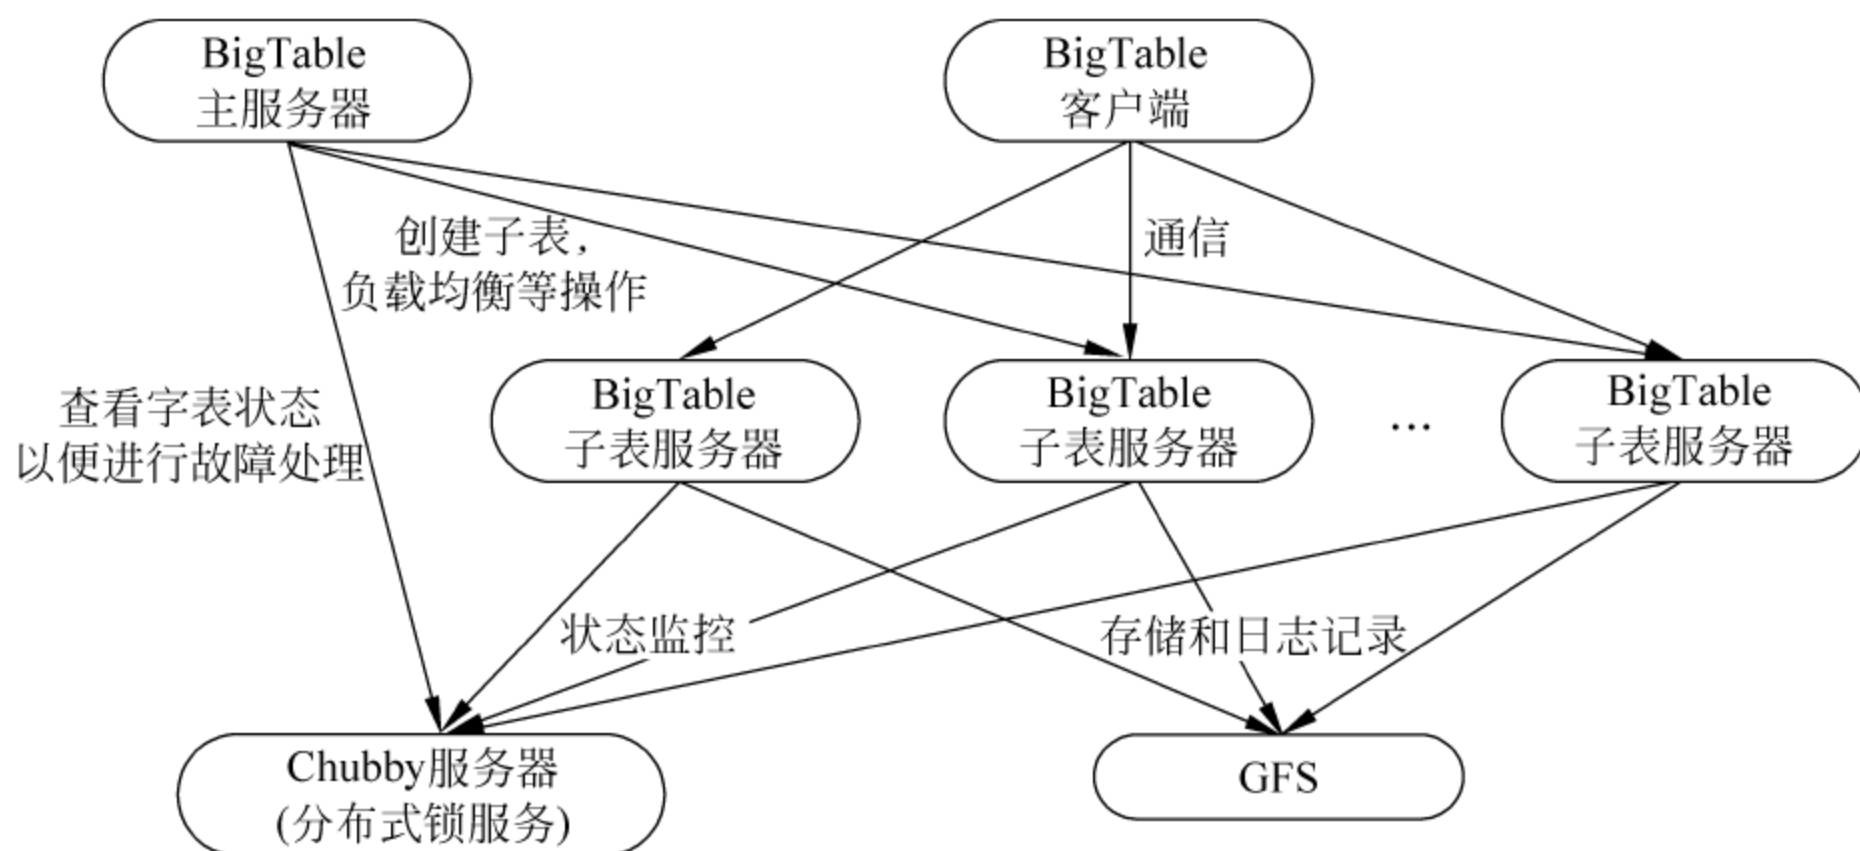 BigTable
主服务器
BigTable
客户端
创建子表,
负载均衡等操作
通信
查看字表状态
以便进行故障处理
BigTable
子表服务器
BigTable
子表服务器
...
BigTable
子表服务器
状态监控
存储和日志记录
Chubby服务器
(分布式锁服务)
GFS